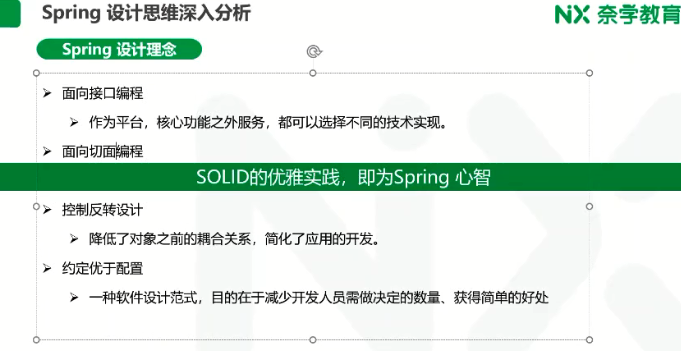 Spring 设计思维深入分析
NX 奈学教育
Spring 设计理念
面向接口编程
作为平台，核心功能之外服务，都可以选择不同的技术实现。
面向切面编程
SOLID的优雅实践，即为Spring 心智
控制反转设计
降低了对象之前的耦合关系，简化了应用的开发。
约定优于配置
一种软件设计范式，目的在于减少开发人员需做决定的数量、获得简单的好处